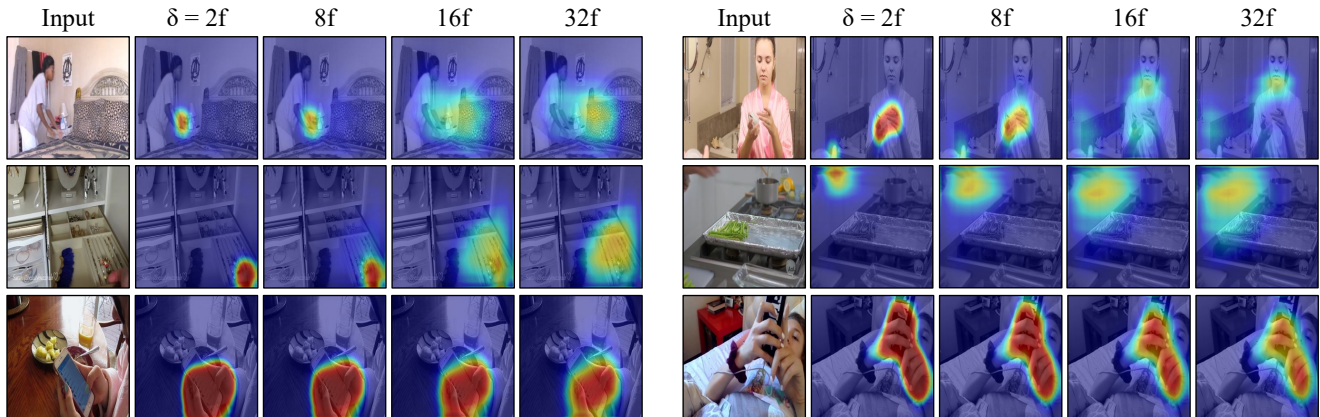 Input δ = 2f 8f 16f 32f Input δ = 2f 8f 16f 32f